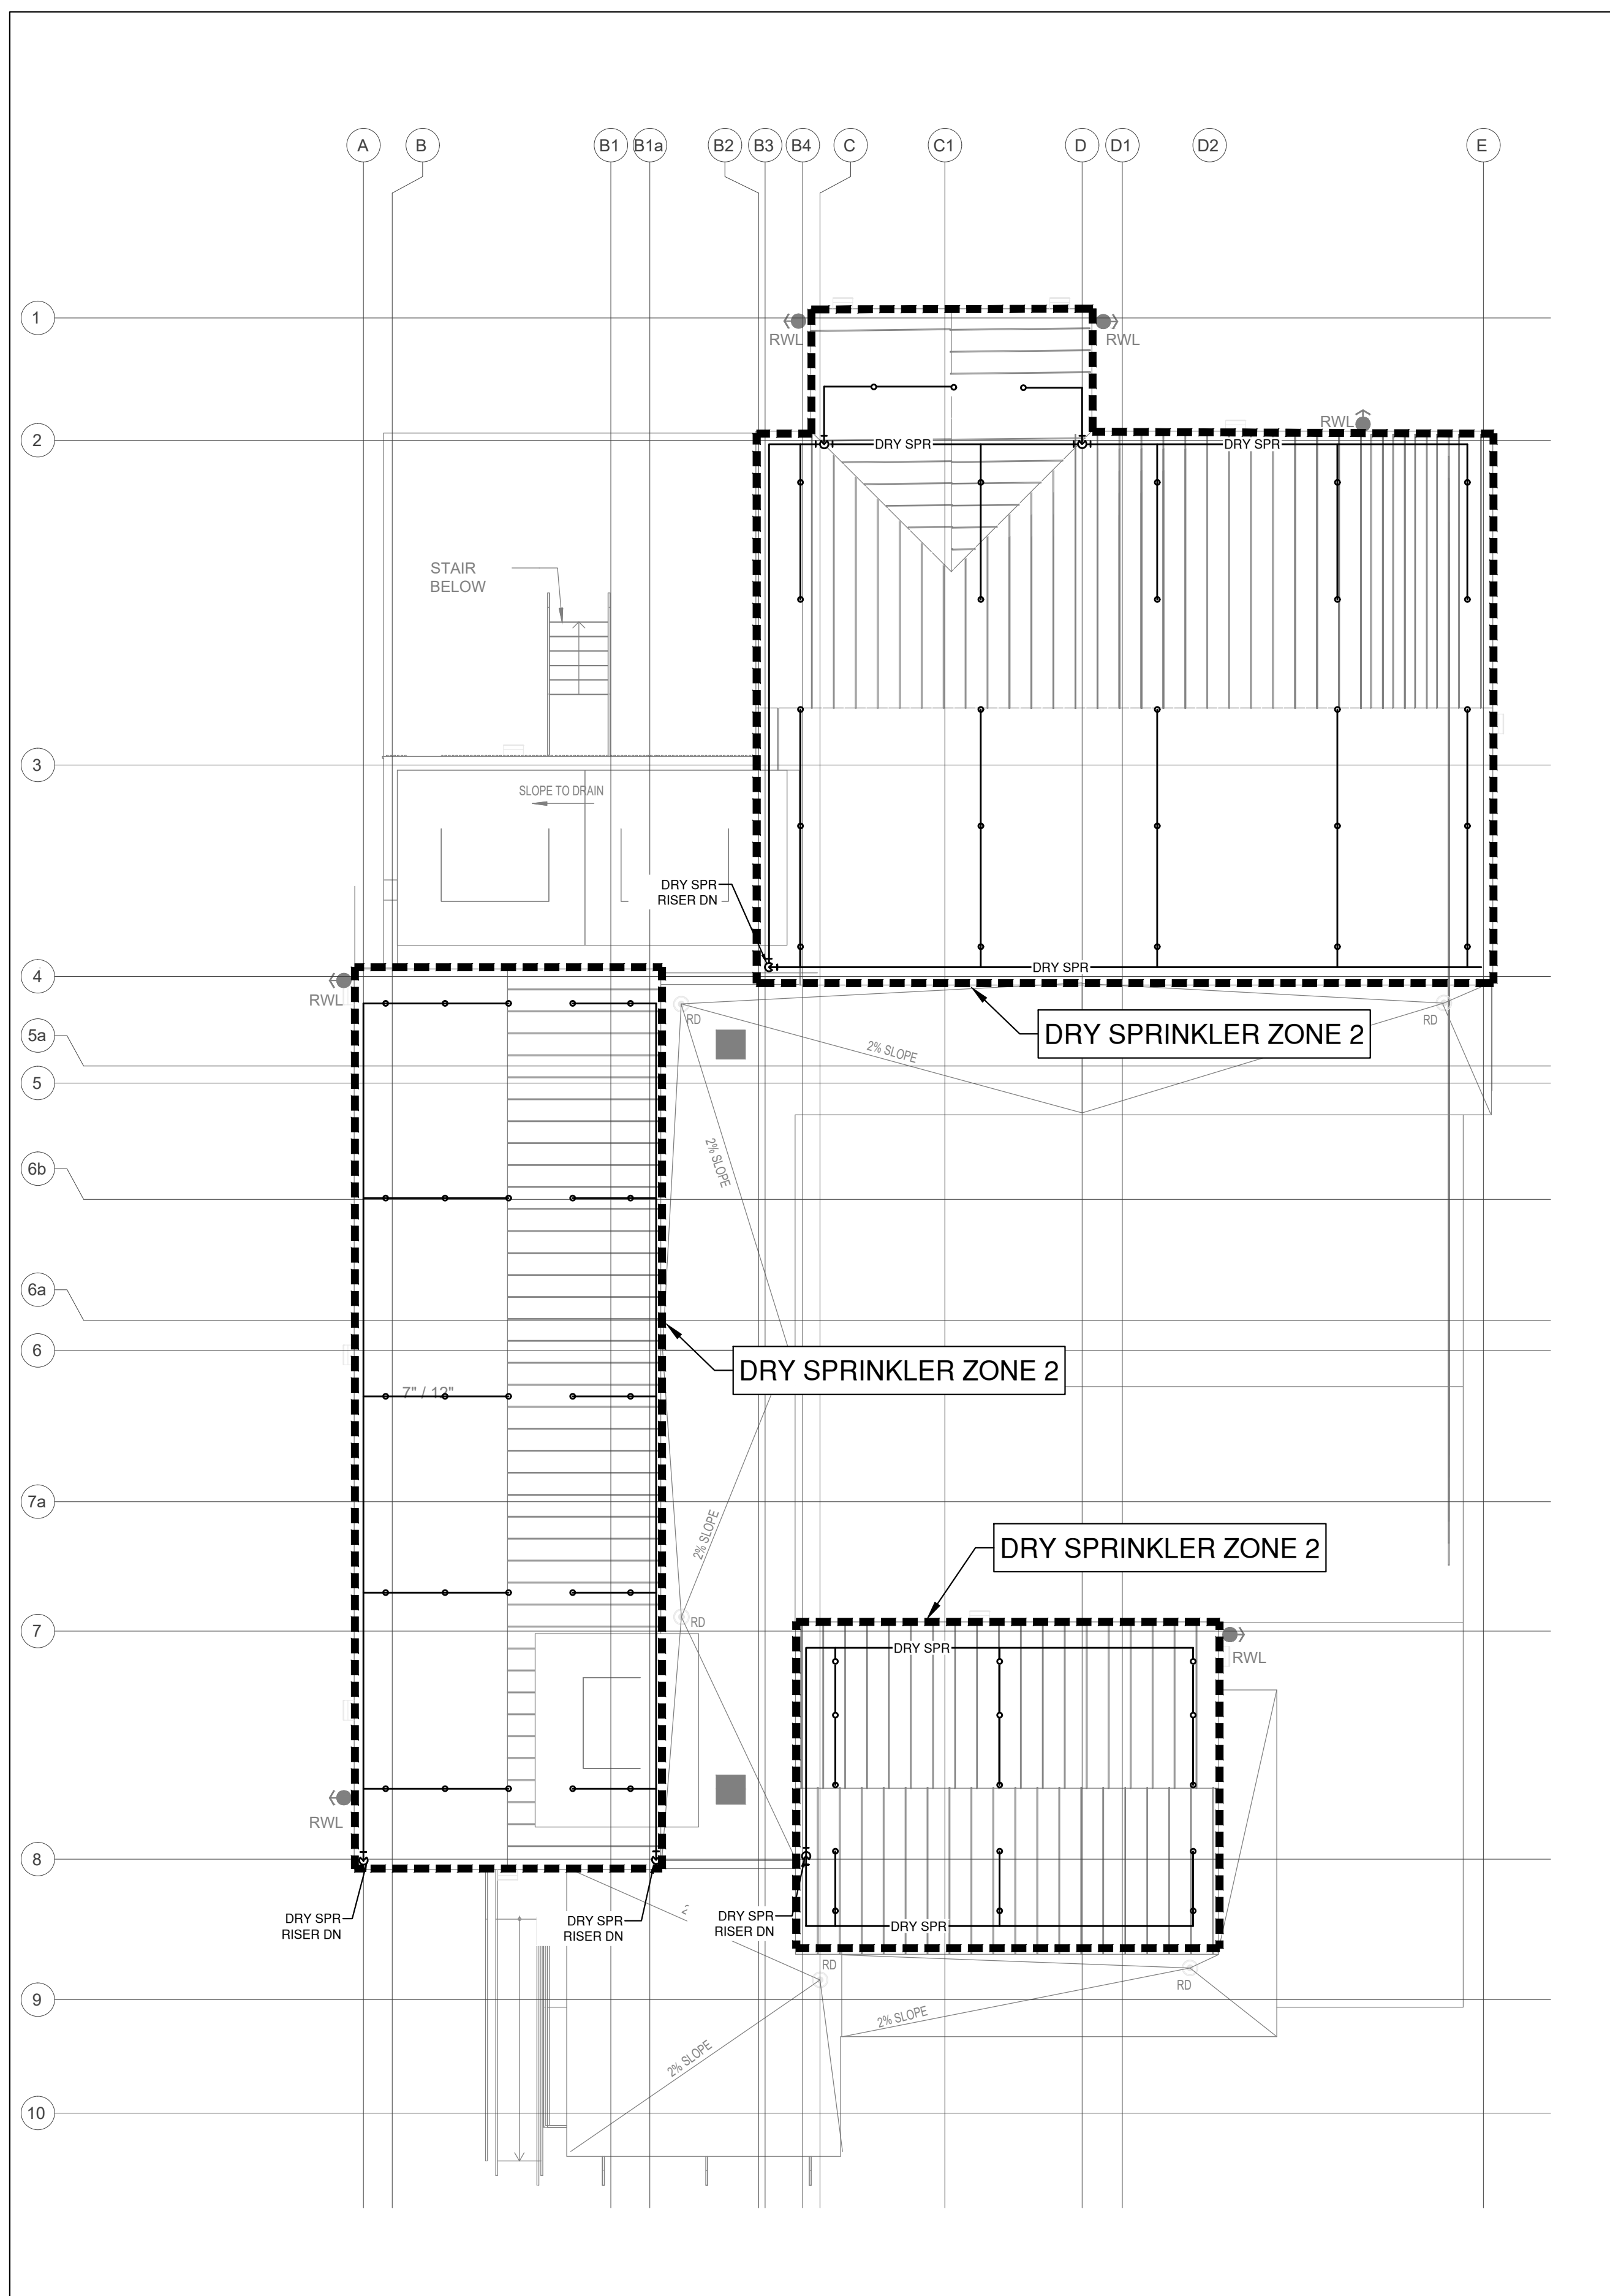 A
B
B1
B1a
B2
B3
B4
C
C1
D
D1
D2
E
1
RWL
RWL
2
RWL
DRY SPR
DRY SPR
STAIR
BELOW
3
SLOPE TO DRAIN
DRY SPR
RISER DN
DRY SPR
4
RWL
RD
RD
DRY SPRINKLER ZONE 2
5a
2% SLOPE
5
6b
2% SLOPE
6a
6
DRY SPRINKLER ZONE 2
7" / 12"
7a
2% SLOPE
DRY SPRINKLER ZONE 2
7
RD
DRY SPR
RWL
RWL
8
DRY SPR
RISER DN
DRY SPR
RISER DN
DRY SPR
RISER DN
DRY SPR
RD
RD
9
2% SLOPE
2% SLOPE
10